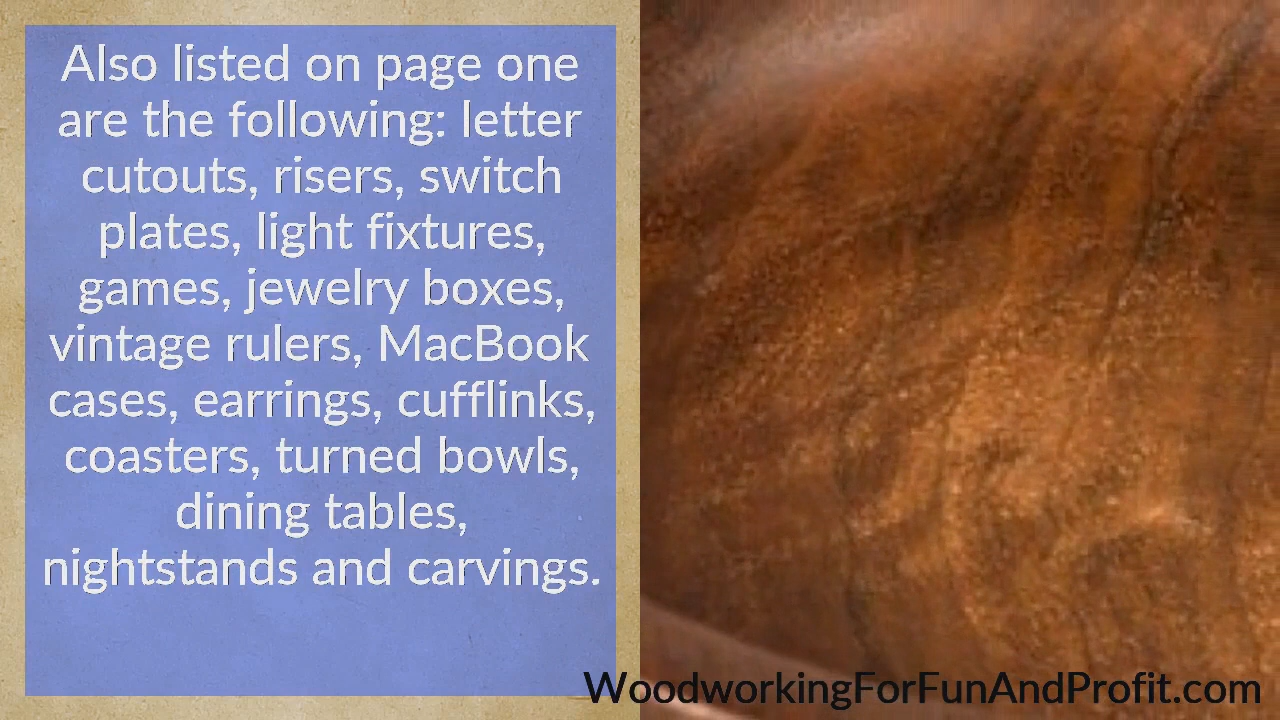 Also listed on page one
are the following: letter
cutouts, risers, switch
plates, light fixtures,
games, jewelry boxes,
vintage rulers, MacBook
cases, earrings, cufflinks,
coasters, turned bowls,
dining tables,
nightstands and carvings.
WoodworkingForFunAndProfit.com